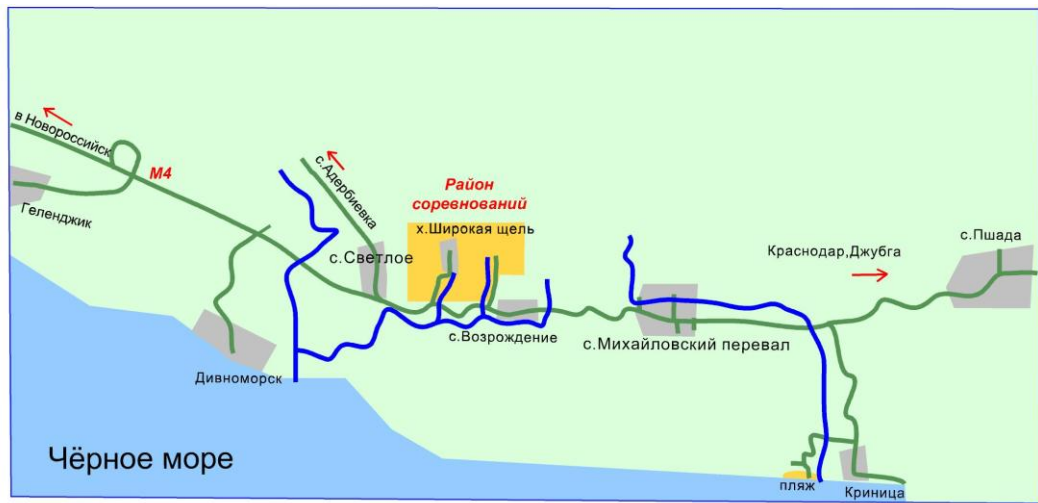 в Новороссийск
М4
Геленджик
с.Адербиевка
Район
соревнований
х.Широкая щель
с.Светлое
Краснодар,Джубга
с.Пшада
с.Возрождение
с.Михайловский перевал
Дивноморск
Чёрное море
пляж
Криница